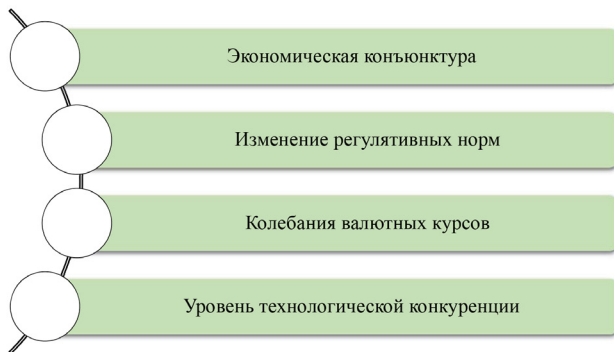 Экономическая конъюнктура
Изменение регулятивных норм
Колебания валютных курсов
Уровень технологической конкуренции